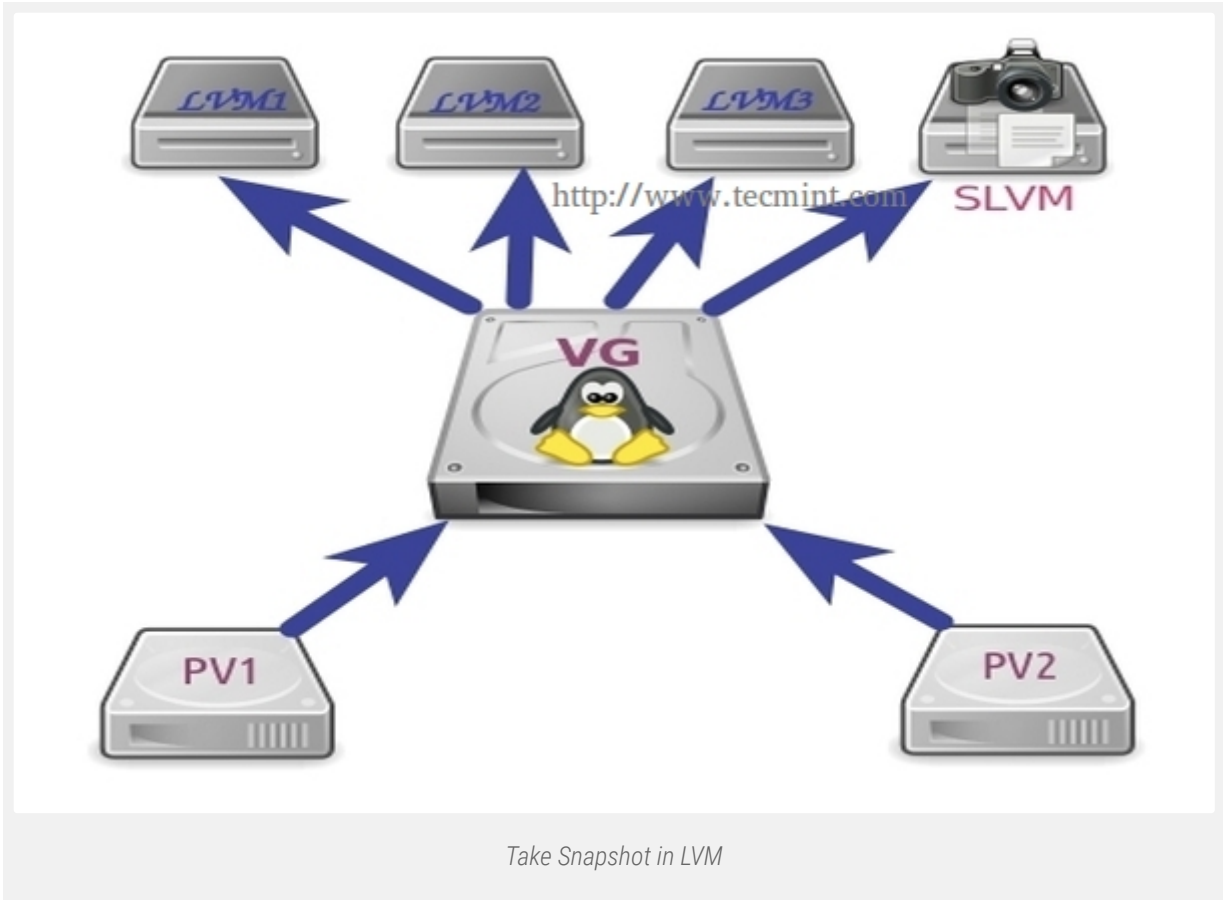 LVM1
LVM2
LVM3
http://www.tecmint.com
SLVM
VG
PV1
PV2
Take Snapshot in LVM